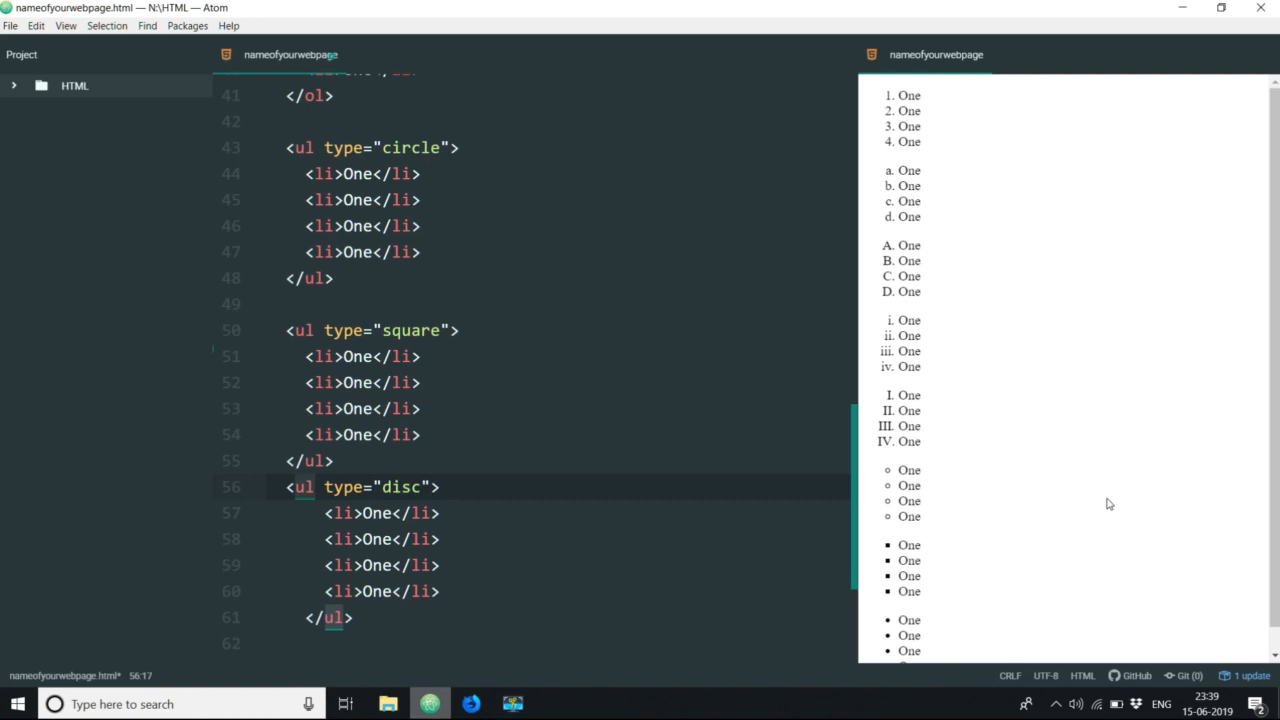 nameofyourwebpage.html — N:\HTML — Atom
File Edit View Selection Find Packages Help
Project
HTML
nameofyourwebpage
41 </ol>
42
43 <ul type="circle">
44 <li>One</li>
45 <li>One</li>
46 <li>One</li>
47 <li>One</li>
48 </ul>
49
50 <ul type="square">
51 <li>One</li>
52 <li>One</li>
53 <li>One</li>
54 <li>One</li>
55 </ul>
56 <ul type="disc">
57 <li>One</li>
58 <li>One</li>
59 <li>One</li>
60 <li>One</li>
61 </ul>
62
nameofyourwebpage
1. One
2. One
3. One
4. One
a. One
b. One
c. One
d. One
A. One
B. One
C. One
D. One
i. One
ii. One
iii. One
iv. One
I. One
II. One
III. One
IV. One
One
One
One
One
One
One
One
One
One
One
One
nameofyourwebpage.html* 56:17
CRLF UTF-8 HTML GitHub Git (0) 1 update
Type here to search
ENG
23:39
15-06-2019
2